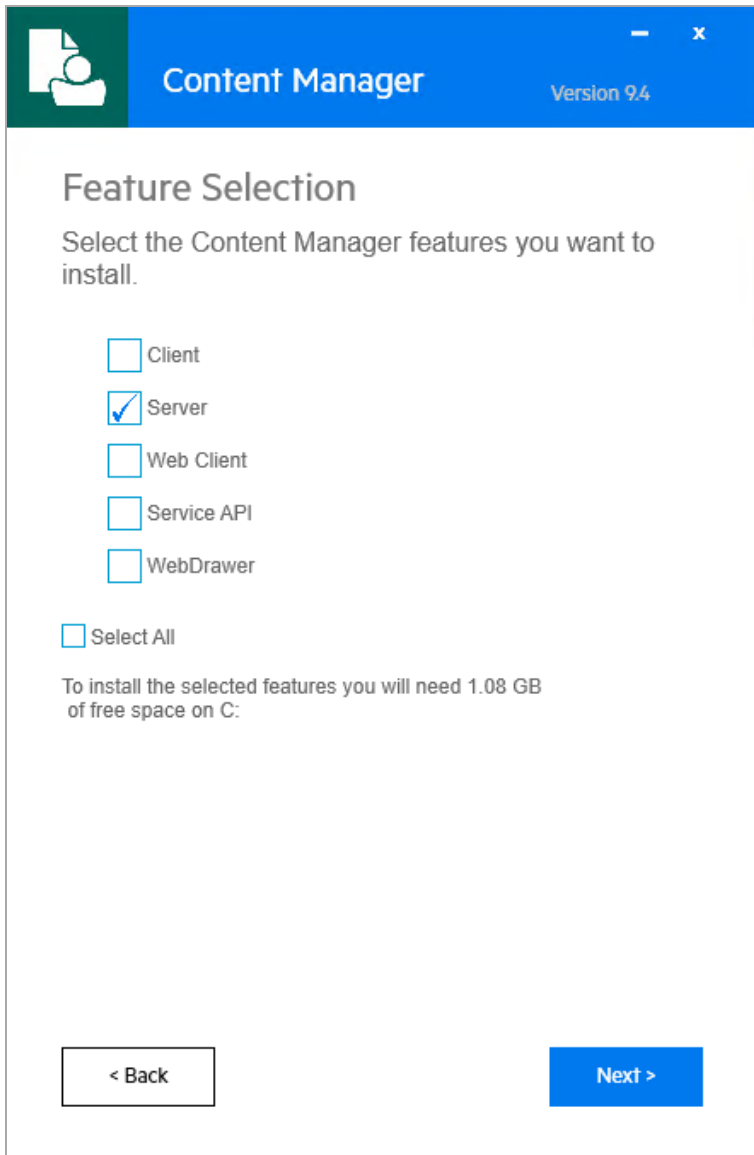 – x
Content Manager
Version 9.4
Feature Selection
Select the Content Manager features you want to
install.
Client
Server
Web Client
Service API
WebDrawer
Select All
To install the selected features you will need 1.08 GB
of free space on C:
< Back
Next >